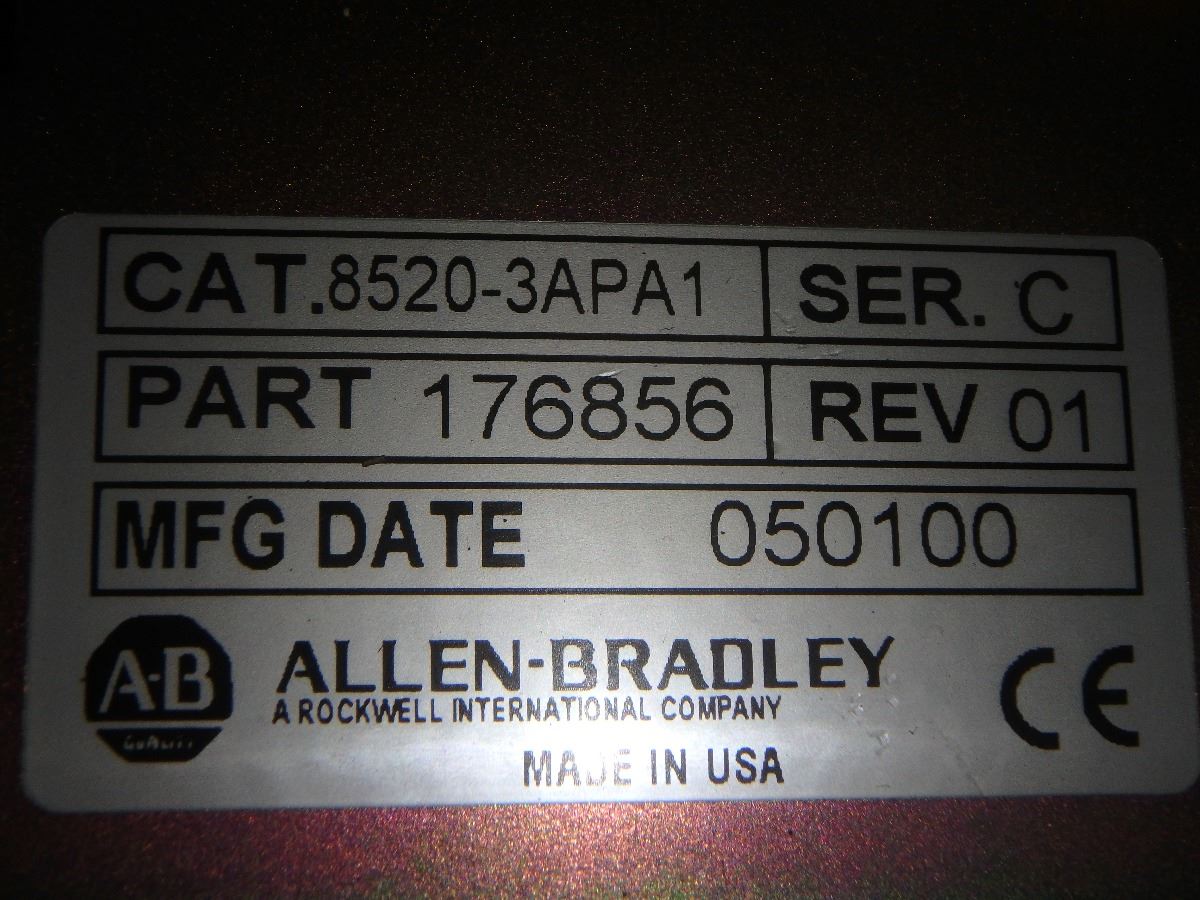 CAT. 8520-3APA1 SER. C
PART 176856 REV 01
MFG DATE 050100
A-B ALLEN-BRADLEY CE
A ROCKWELL INTERNATIONAL COMPANY
MADE IN USA